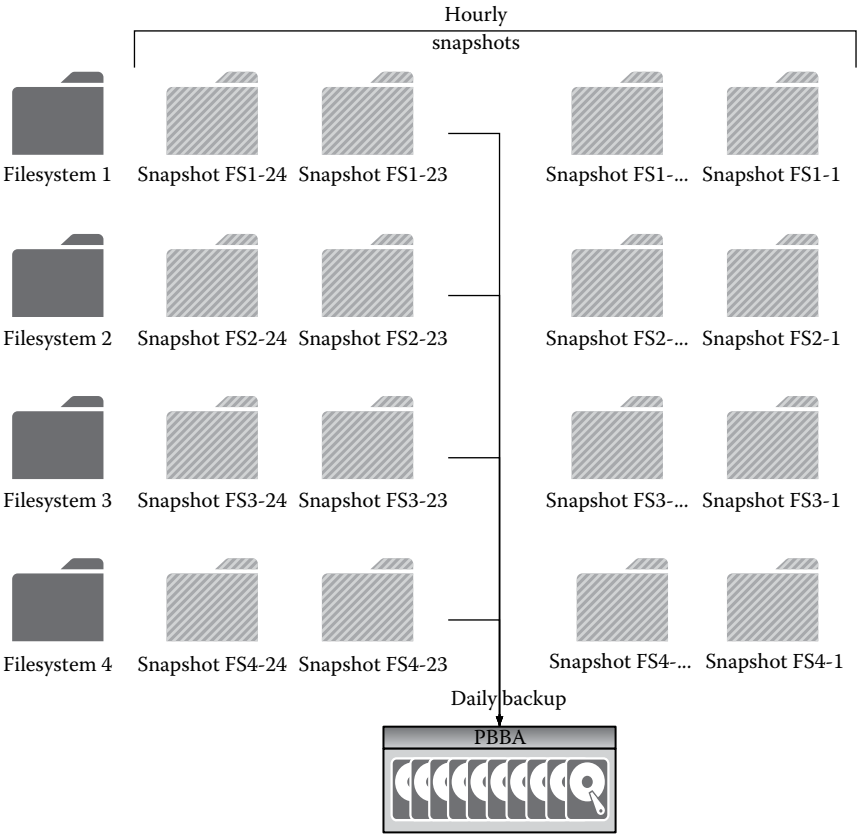 Hourly
snapshots
Filesystem 1 Snapshot FS1-24 Snapshot FS1-23 Snapshot FS1-... Snapshot FS1-1
Filesystem 2 Snapshot FS2-24 Snapshot FS2-23 Snapshot FS2-... Snapshot FS2-1
Filesystem 3 Snapshot FS3-24 Snapshot FS3-23 Snapshot FS3-... Snapshot FS3-1
Filesystem 4 Snapshot FS4-24 Snapshot FS4-23 Snapshot FS4-... Snapshot FS4-1
Daily backup
PBBA